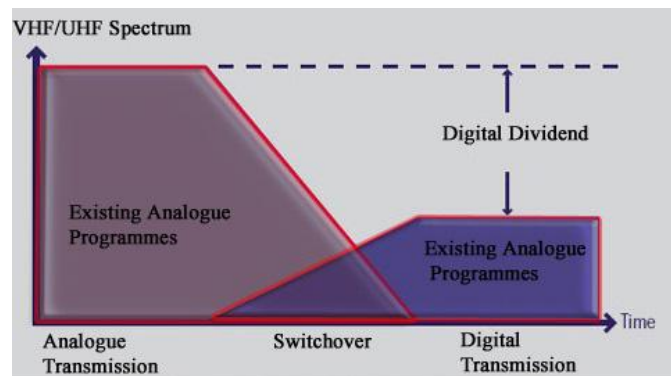 VHF/UHF Spectrum
Digital Dividend
Existing Analogue
Programmes
Existing Analogue
Programmes
Time
Analogue
Transmission
Switchover
Digital
Transmission